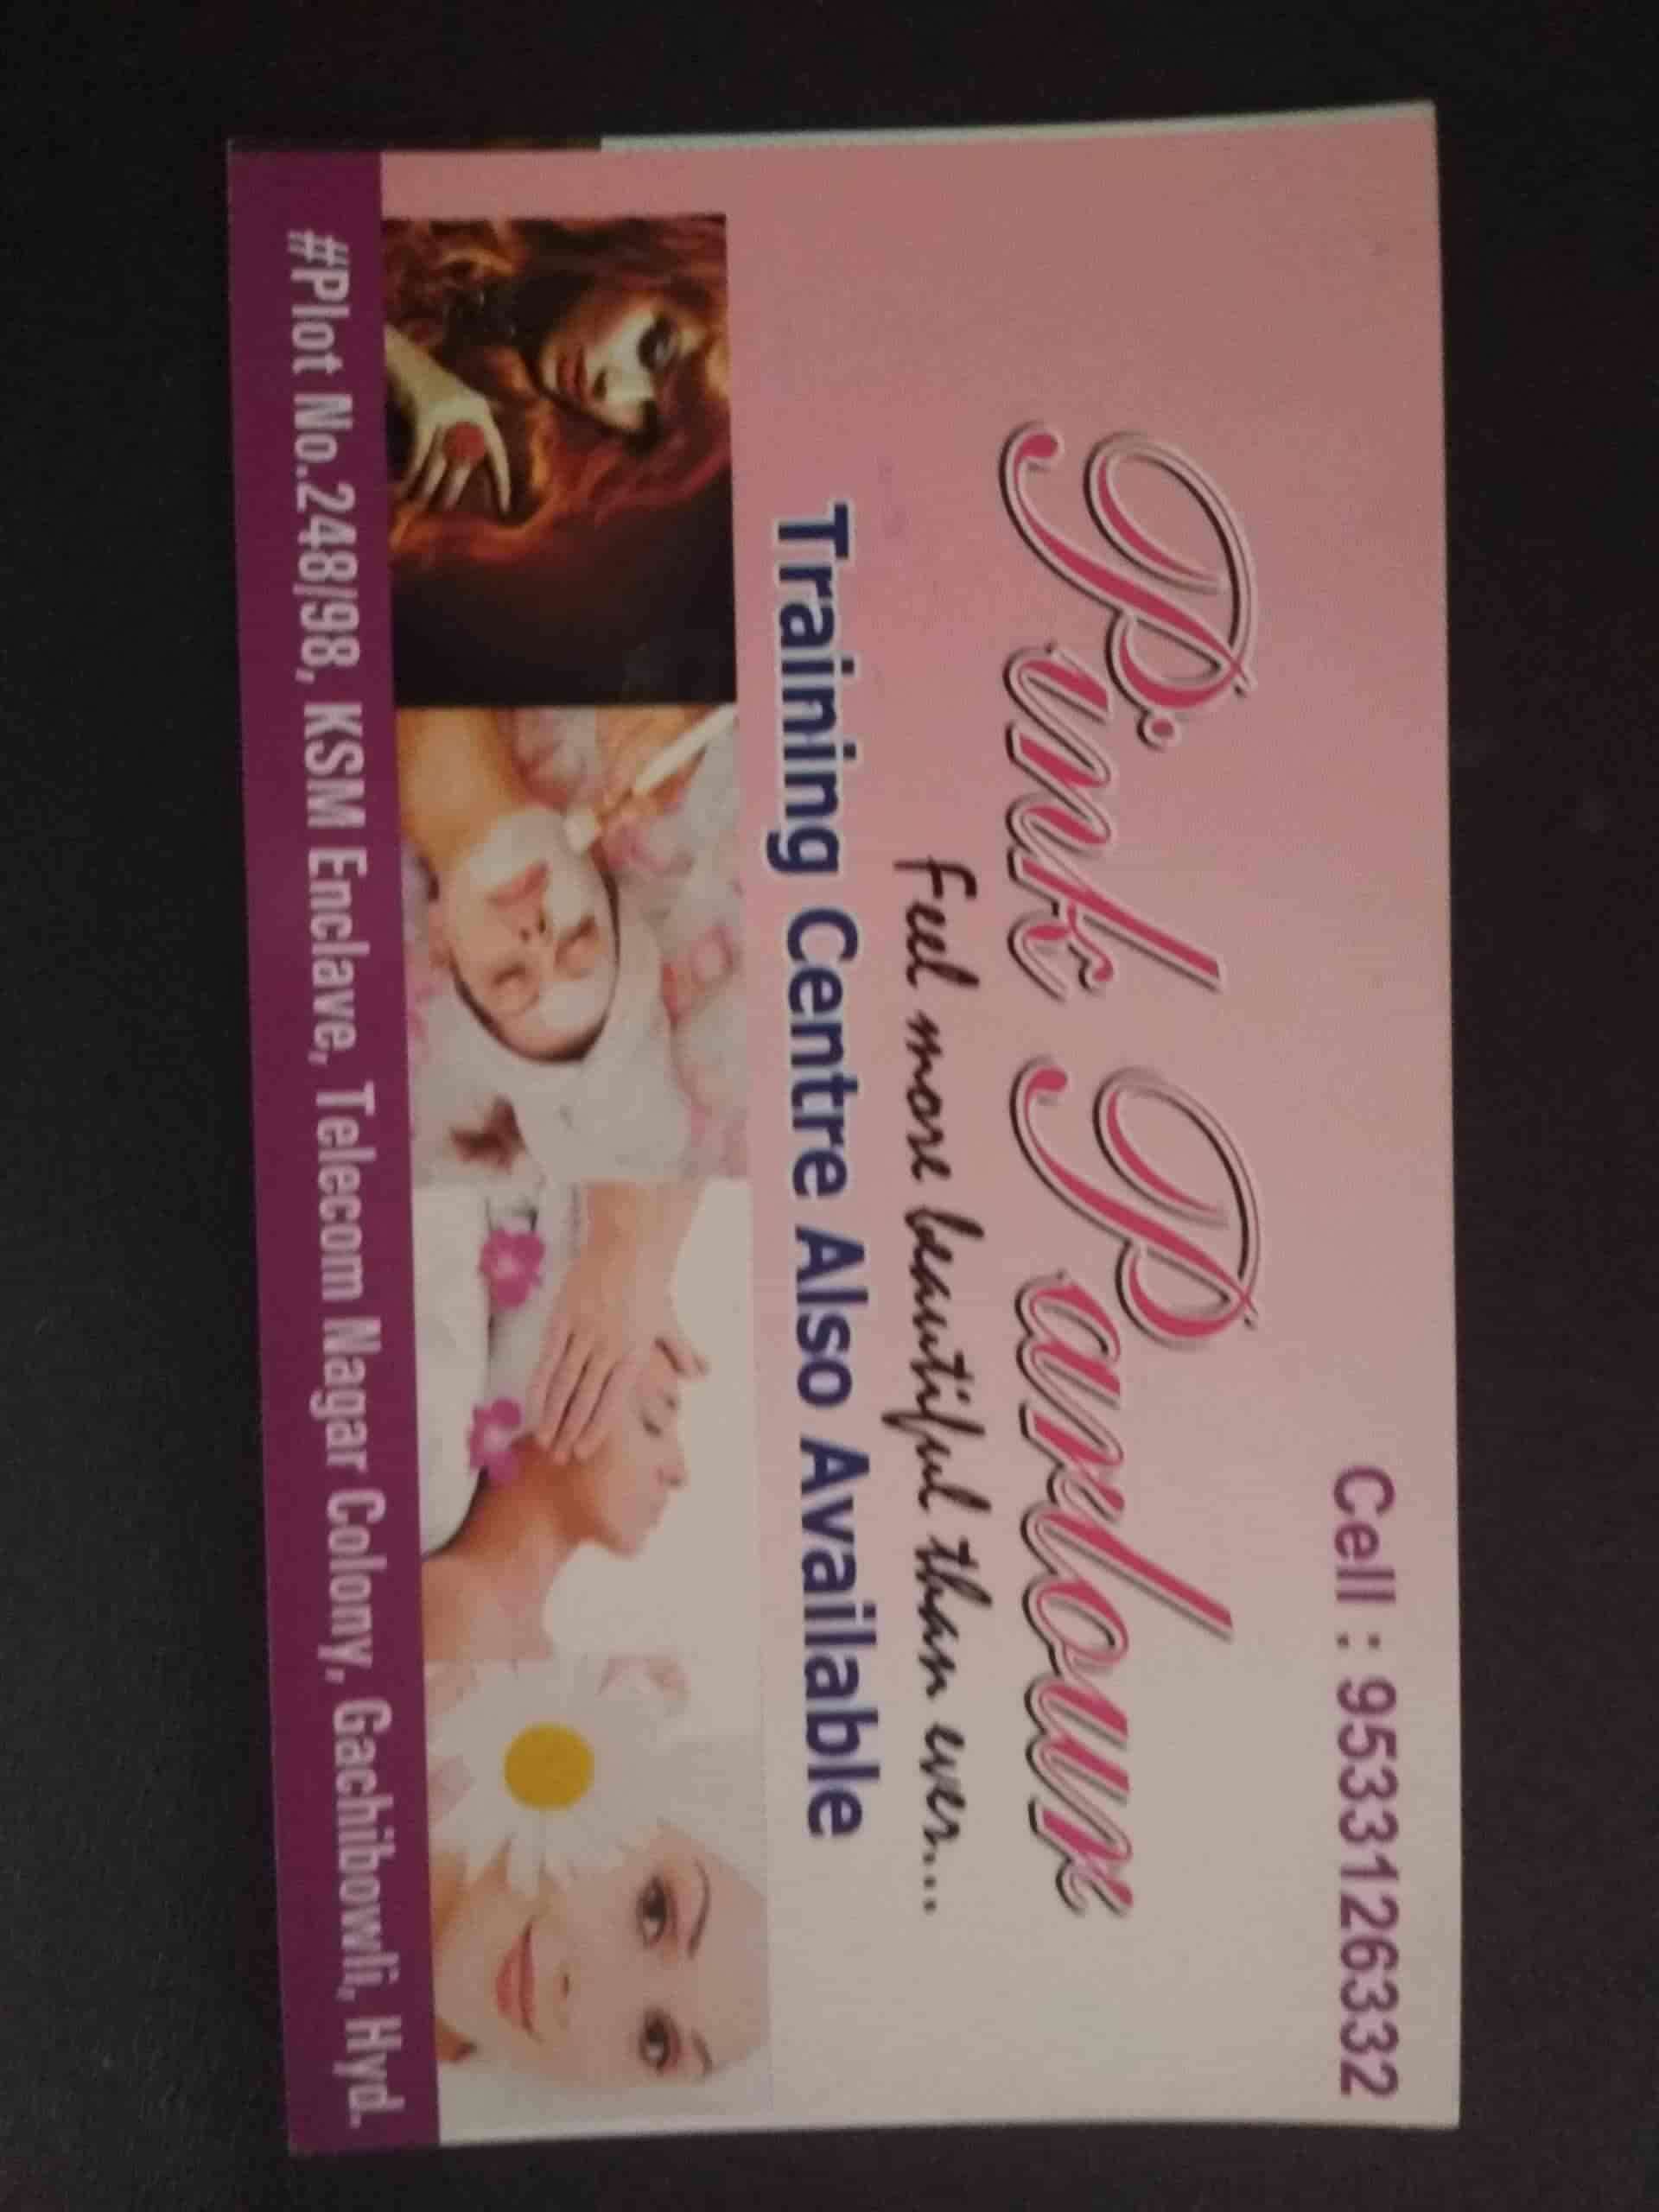 Cell : 9533126332
Pink Parlour
Feel more beautiful than ever...
Training Centre Also Available
#Plot No.248/98, KSM Enclave, Telecom Nagar Colony, Gachibowli, Hyd.